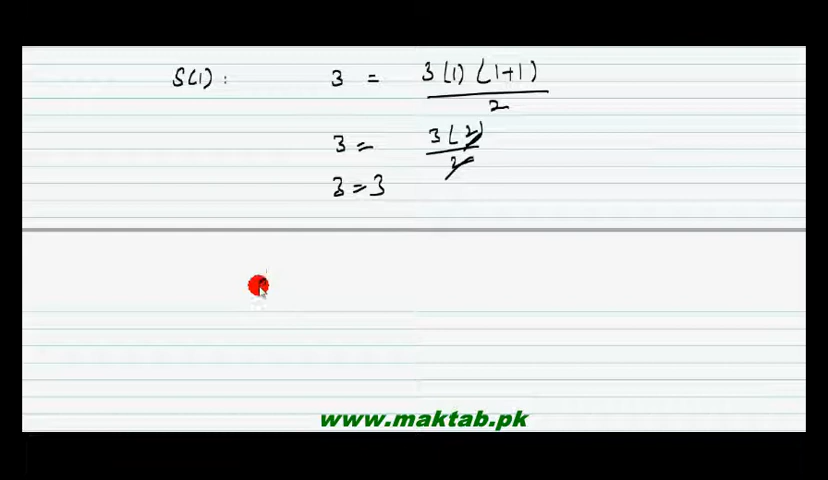 S(1) : 3 = 3(1)(1+1)/2
3 = 3(2)/2
3 = 3
www.maktab.pk